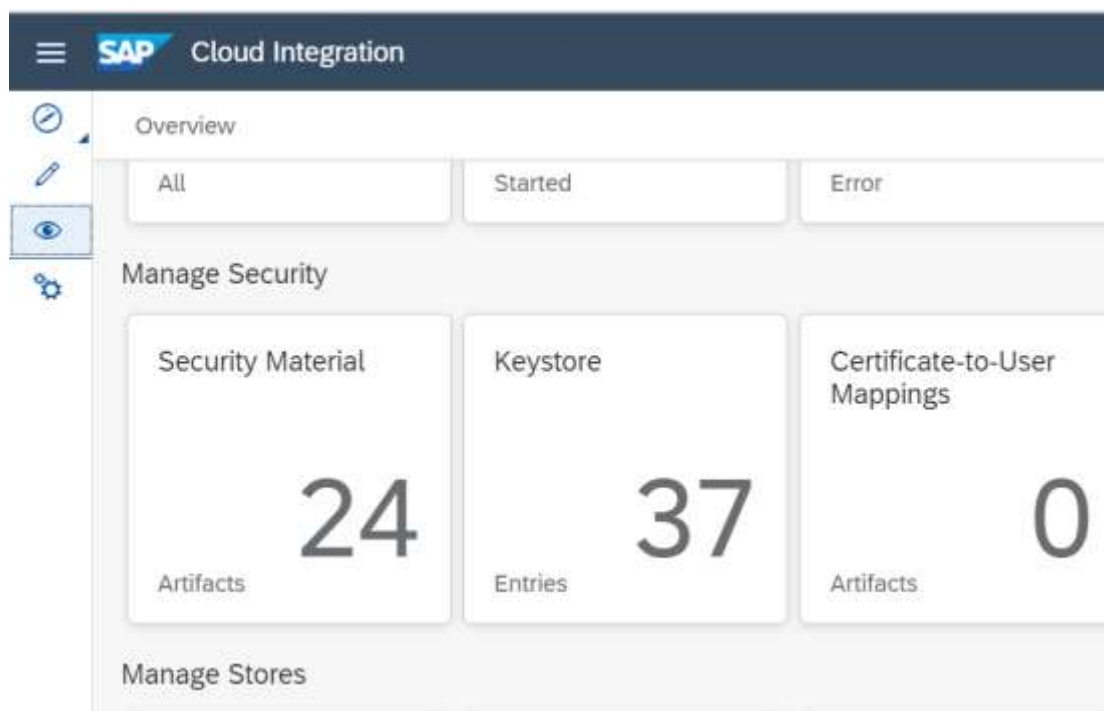 SAP Cloud Integration
Overview
All
Started
Error
Manage Security
Security Material
Keystore
Certificate-to-User
Mappings
24
37
0
Artifacts
Entries
Artifacts
Manage Stores